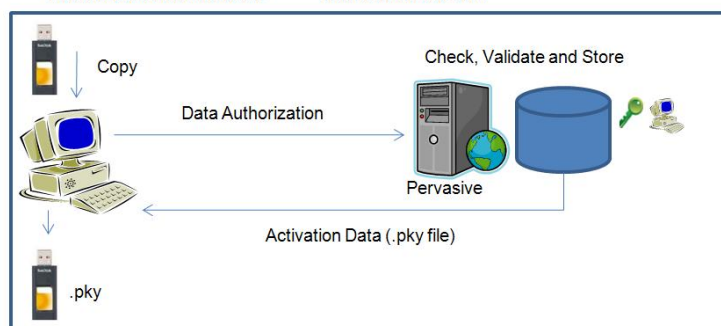 Copy
Check, Validate and Store
Data Authorization
Pervasive
Activation Data (.pky file)
.pky